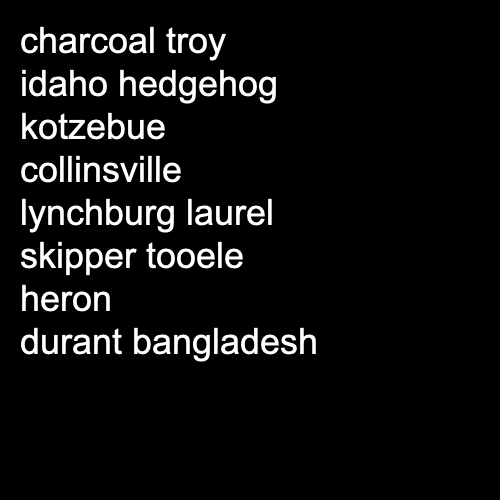 charcoal troy
idaho hedgehog
kotzebue
collinsville
lynchburg laurel
skipper tooele
heron
durant bangladesh